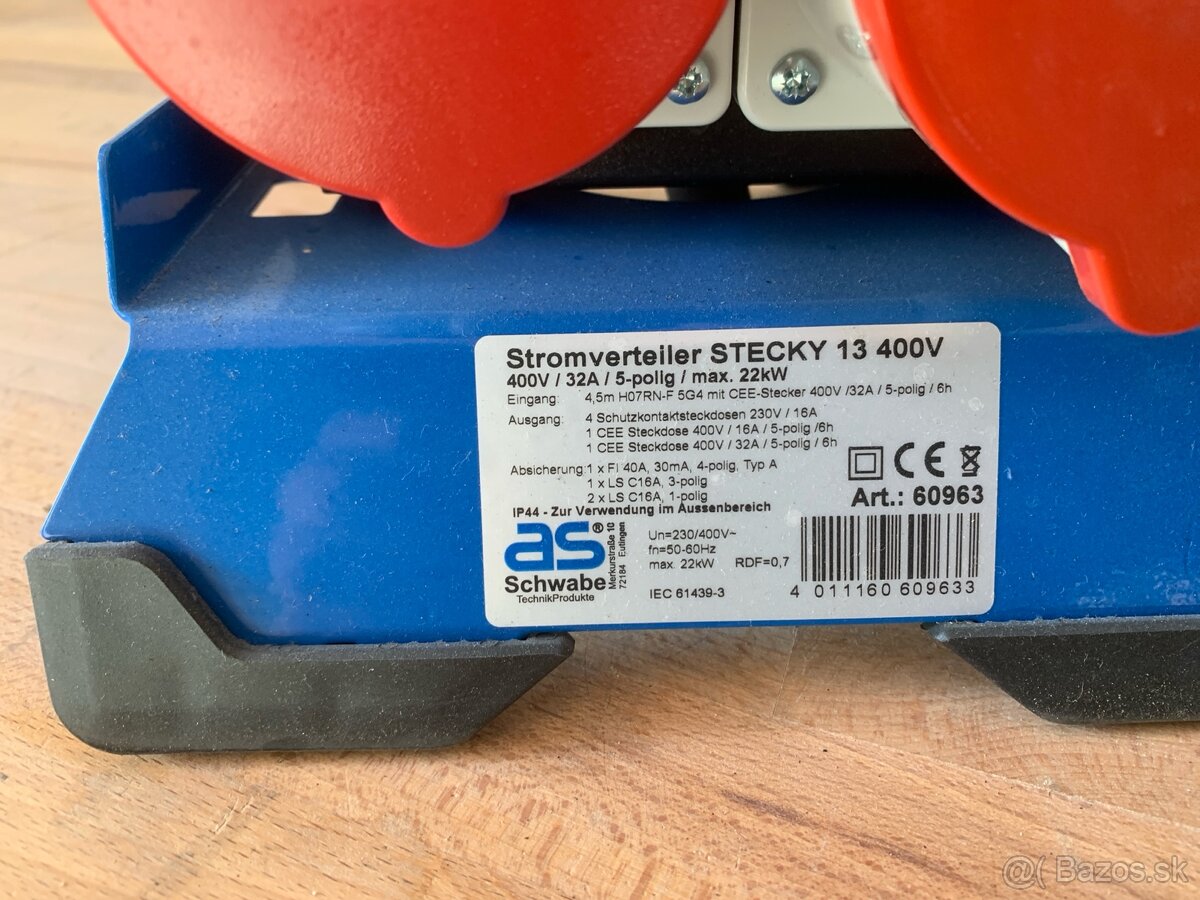 Stromverteiler STECKY 13 400V
400V / 32A / 5-polig / max. 22kW
Eingang: 4,5m H07RN-F 5G4 mit CEE-Stecker 400V /32A / 5-polig / 6h
Ausgang: 4 Schutzkontaktsteckdosen 230V / 16A
1 CEE Steckdose 400V / 16A / 5-polig /6h
1 CEE Steckdose 400V / 32A / 5-polig / 6h
Absicherung: 1 x FI 40A, 30mA, 4-polig, Typ A
1 x LS C16A, 3-polig
2 x LS C16A, 1-polig
IP44 - Zur Verwendung im Aussenbereich
CE
Art.: 60963
as®
Schwabe
TechnikProdukte
Merkurstraße 10
72184 Eutingen
Un=230/400V~
fn=50-60Hz
max. 22kW RDF=0,7
IEC 61439-3
4 011160 609633
@( Bazos.sk